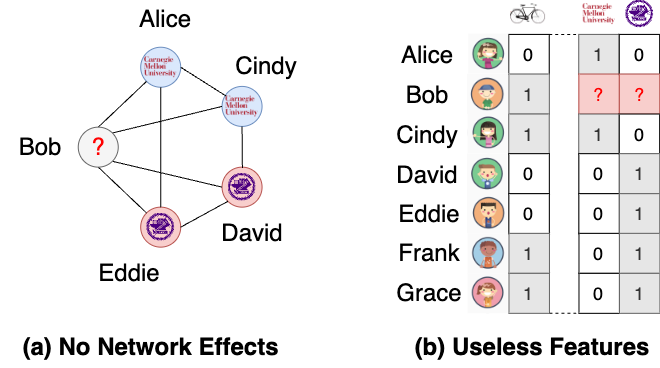 Alice
Carnegie
Mellon
University
Cindy
Carnegie
Mellon
University
Bob
?
David
Eddie
(a) No Network Effects
Carnegie
Mellon
University
Alice 0 1 0
Bob 1 ? ?
Cindy 1 1 0
David 0 0 1
Eddie 0 0 1
Frank 1 0 1
Grace 1 0 1
(b) Useless Features